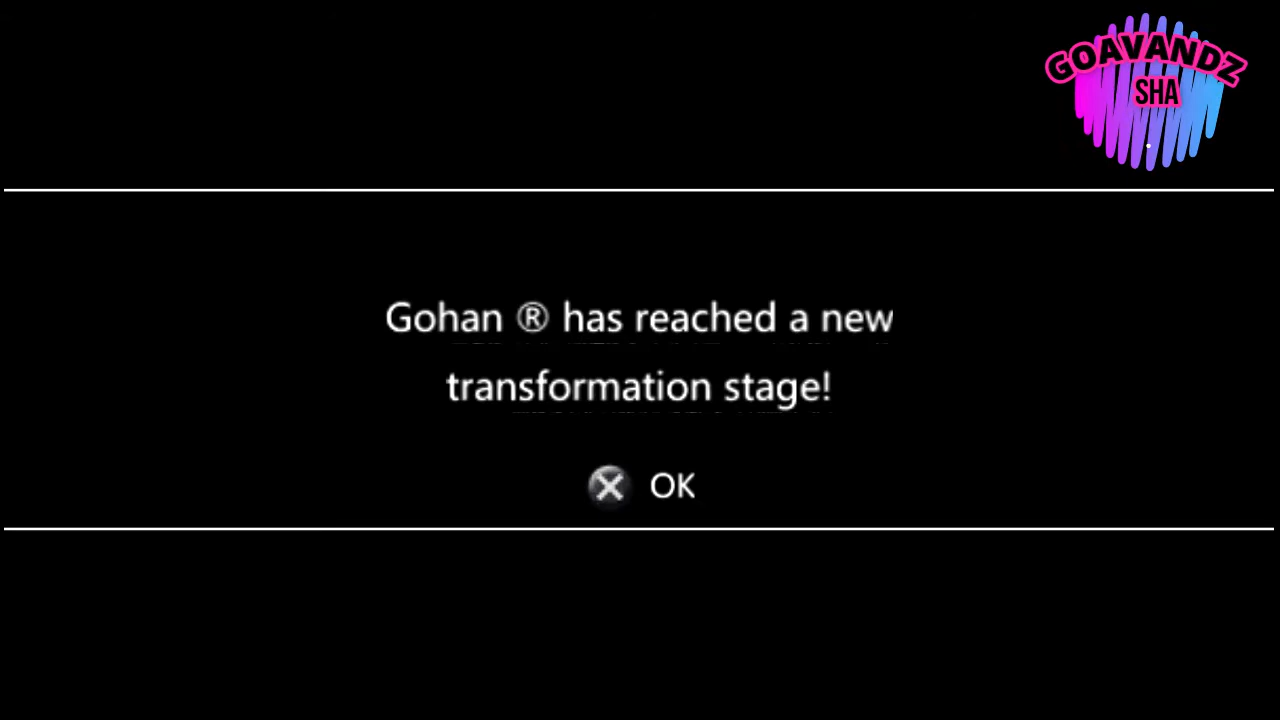 GOAVANDZ
SHA
Gohan ® has reached a new
transformation stage!
OK